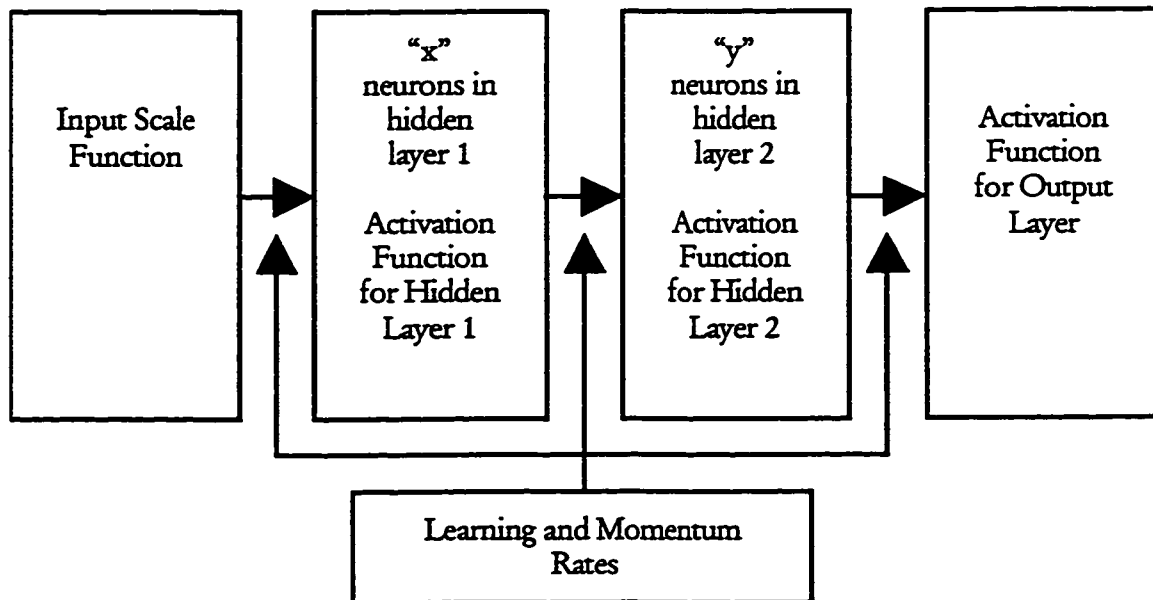 Input Scale
Function
“x”
neurons in
hidden
layer 1
Activation
Function
for Hidden
Layer 1
“y”
neurons in
hidden
layer 2
Activation
Function
for Hidden
Layer 2
Activation
Function
for Output
Layer
Learning and Momentum
Rates